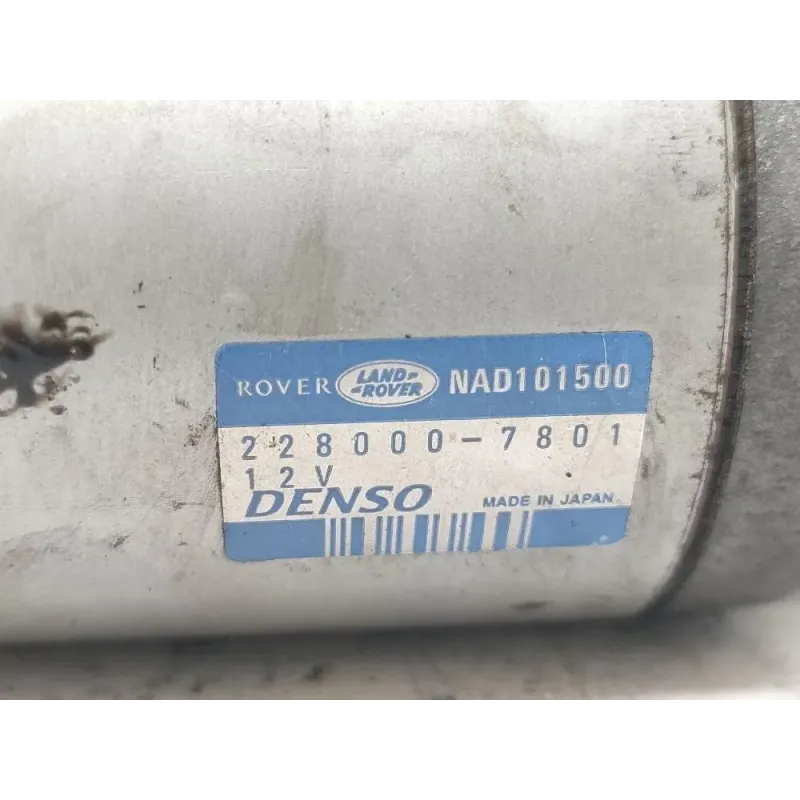 ROVER LAND-ROVER NAD101500
228000-7801
12V
DENSO MADE IN JAPAN